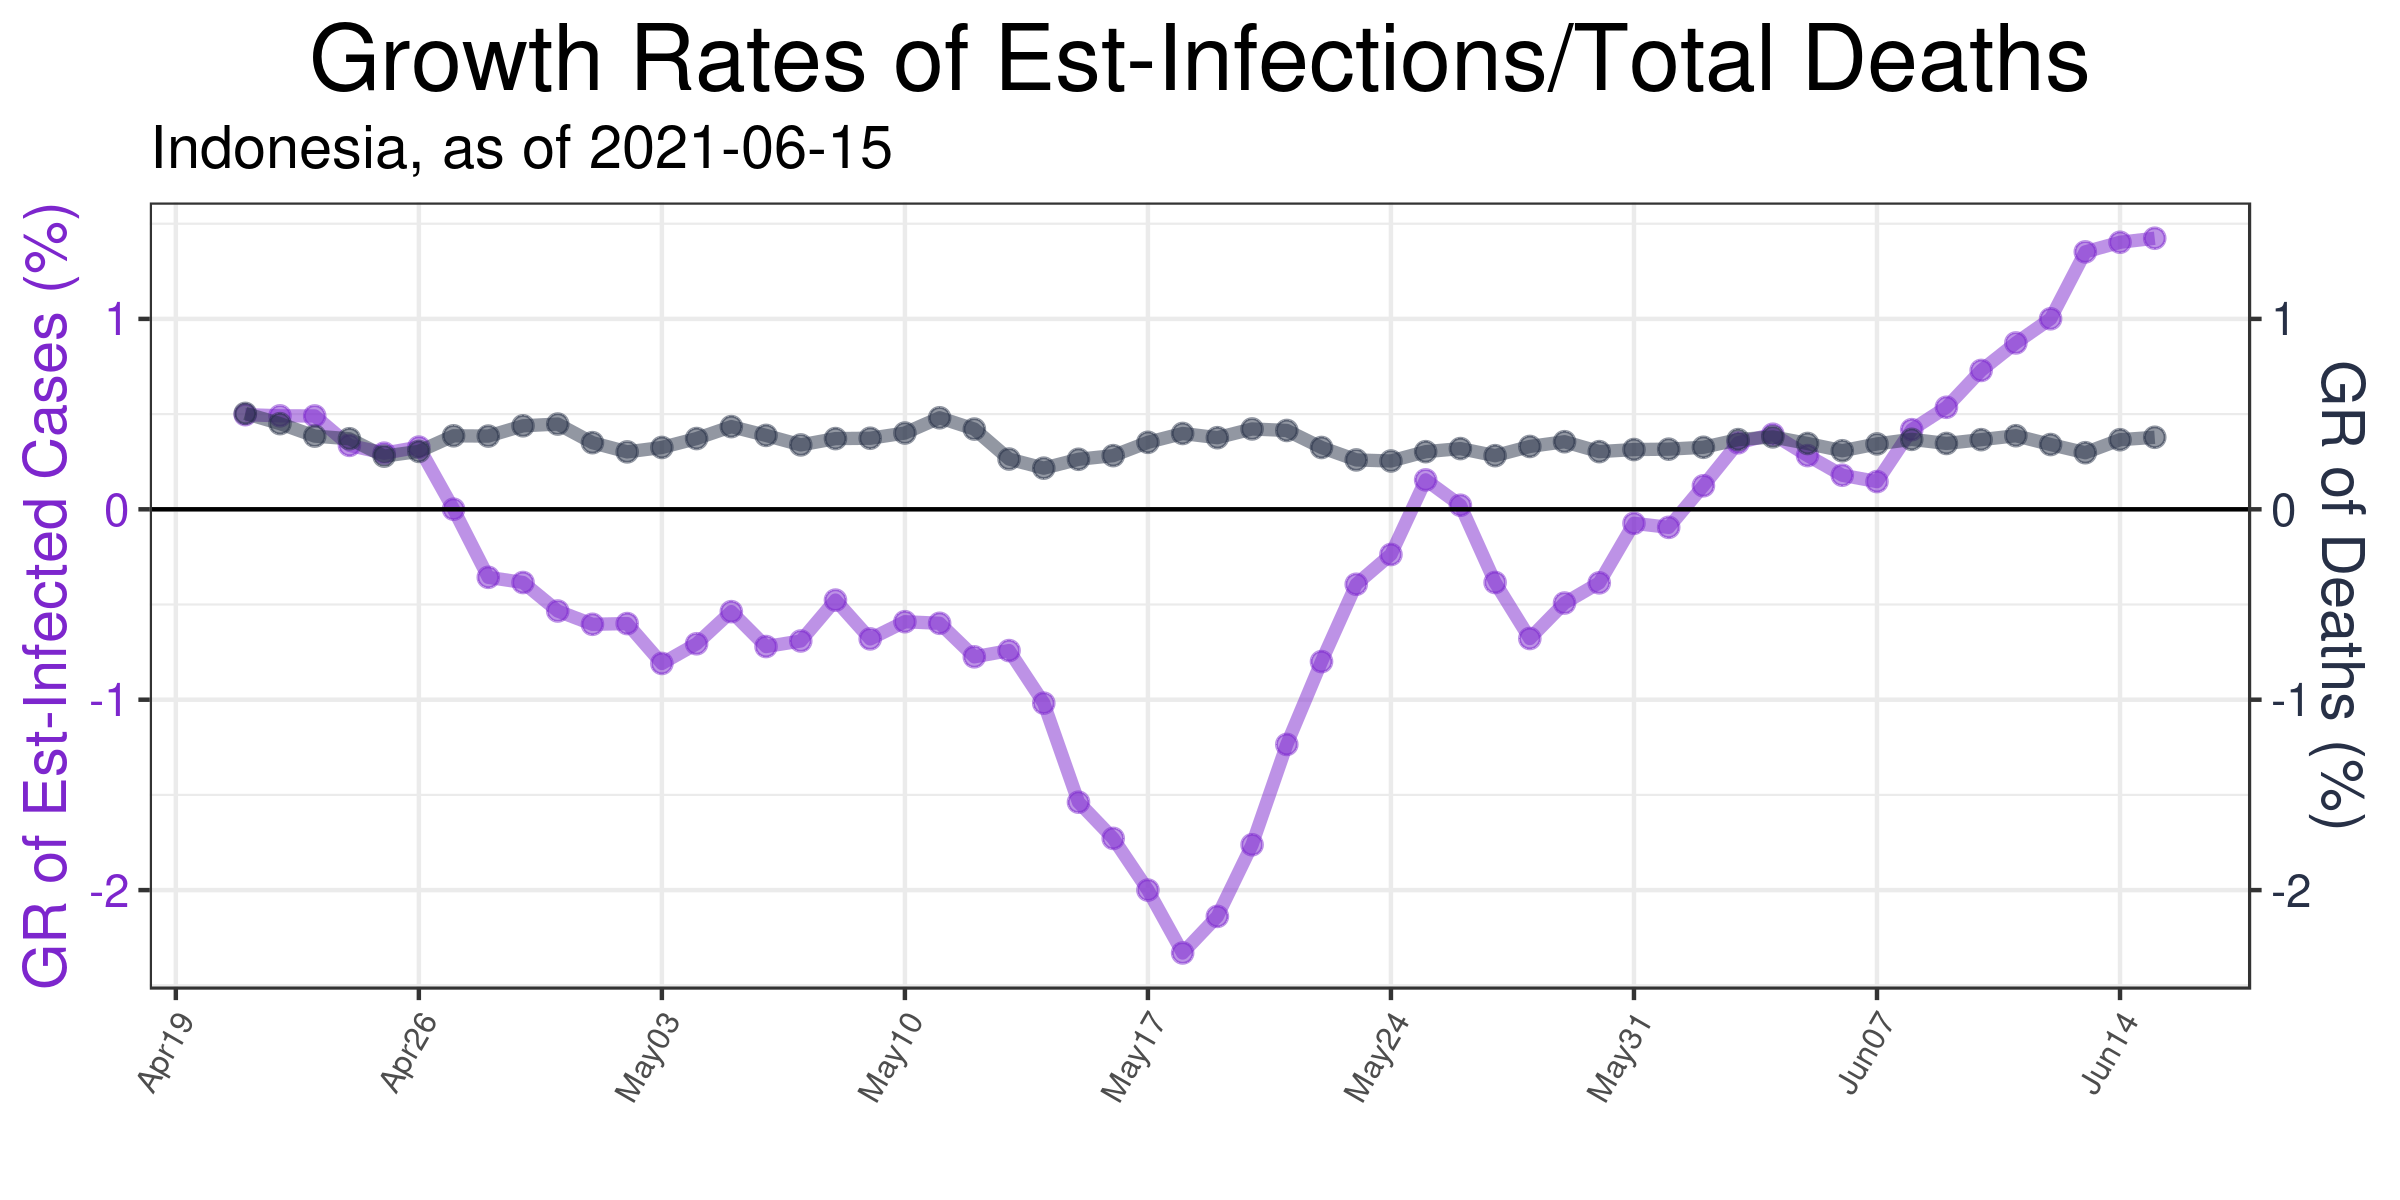 Growth Rates of Est-Infections/Total Deaths
Indonesia, as of 2021-06-15
GR of Est-Infected Cases (%)
1
0
-1
-2
1
0
-1
-2
GR of Deaths (%)
Apr19
Apr26
May03
May10
May17
May24
May31
Jun07
Jun14